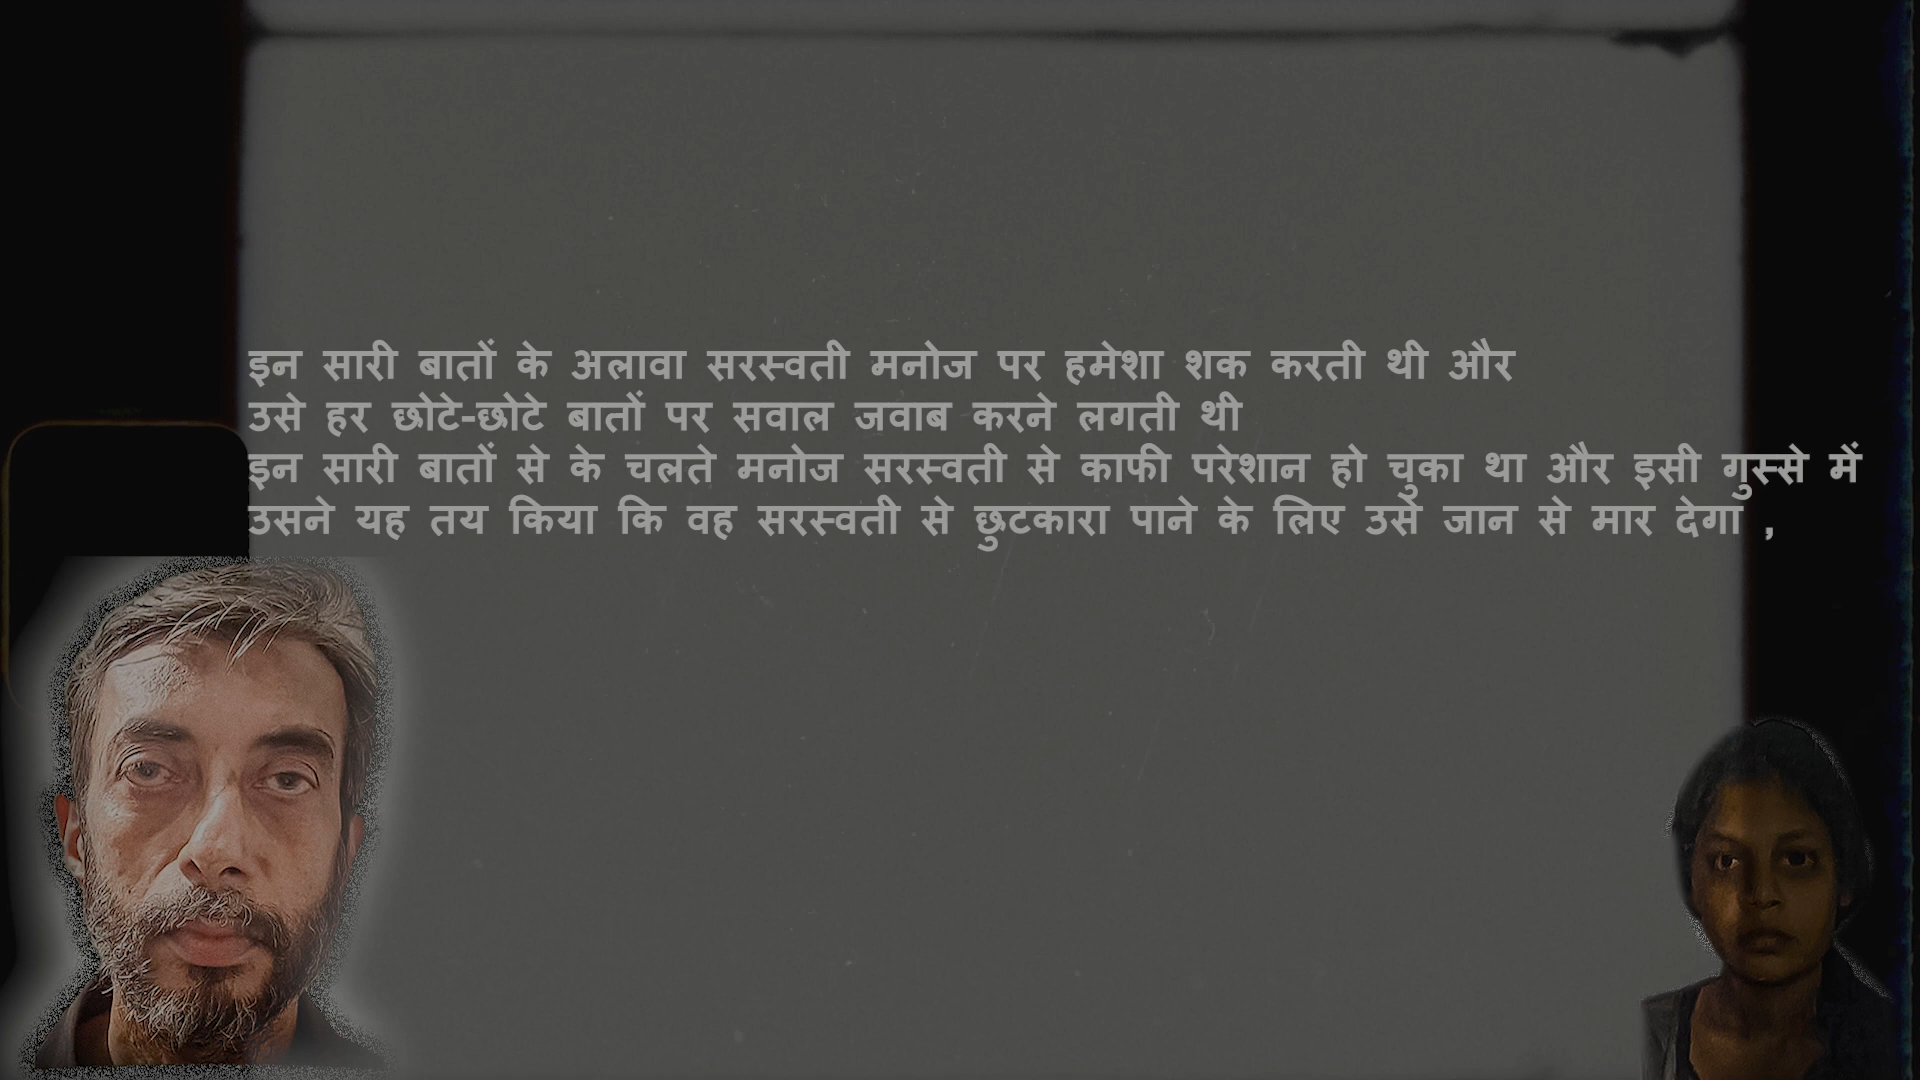 इन सारी बातों के अलावा सरस्वती मनोज पर हमेशा शक करती थी और
उसे हर छोटे-छोटे बातों पर सवाल जवाब करने लगती थी
इन सारी बातों से के चलते मनोज सरस्वती से काफी परेशान हो चुका था और इसी गुस्से में
उसने यह तय किया कि वह सरस्वती से छुटकारा पाने के लिए उसे जान से मार देगा ,